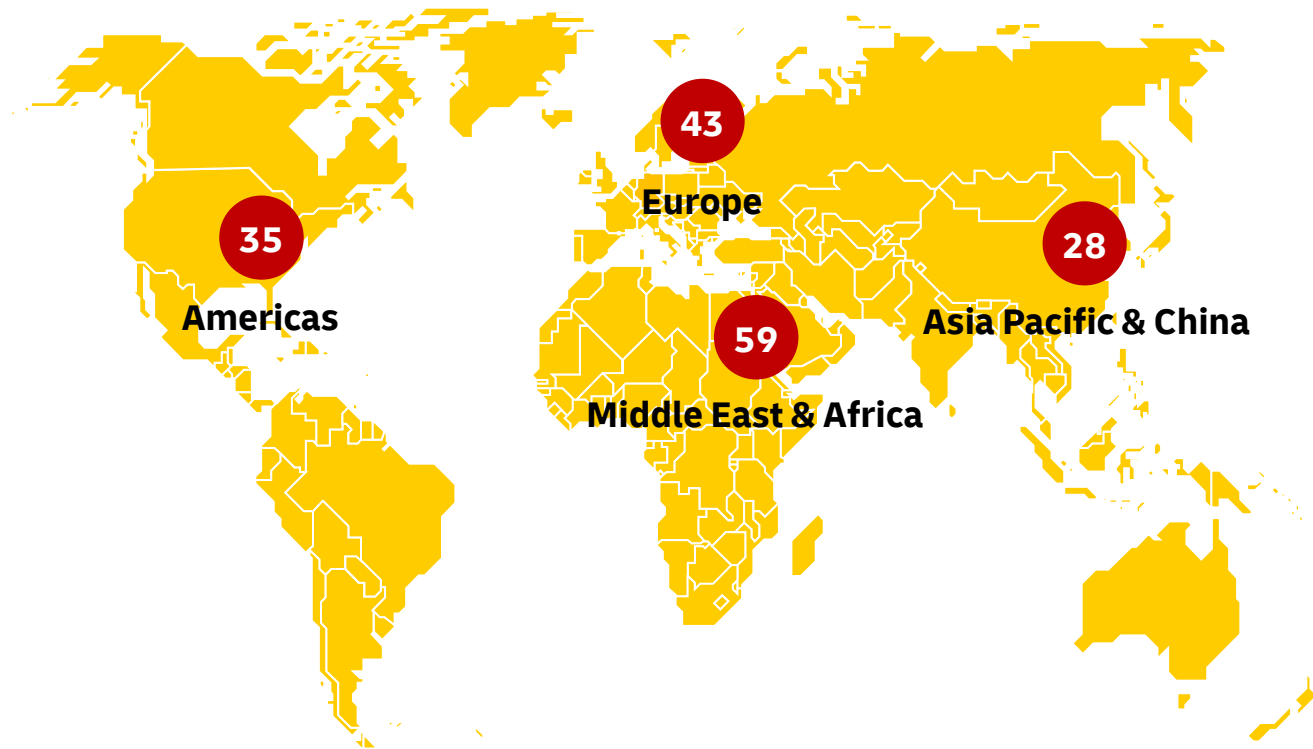 43
Europe
35
Americas
28
Asia Pacific & China
59
Middle East & Africa